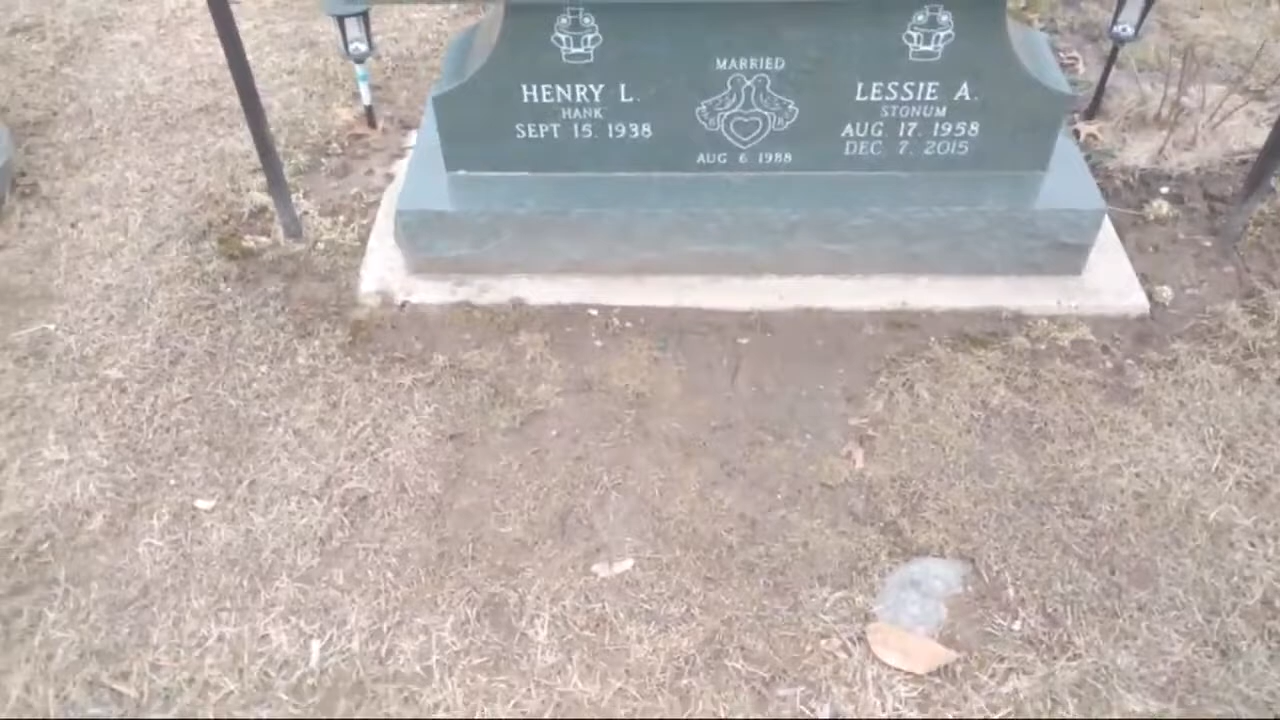 HENRY L.
HANK
SEPT 15. 1938
MARRIED
AUG 6 1988
LESSIE A.
STONUM
AUG 17. 1958
DEC 7. 2015